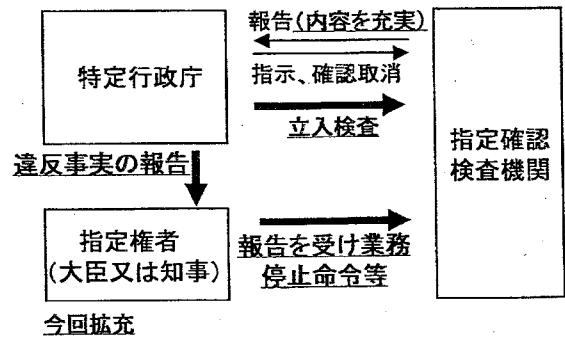 報告(内容を充実)
特定行政庁
指示、確認取消
立入検査
指定確認
検査機関
違反事実の報告
指定権者
(大臣又は知事)
報告を受け業務
停止命令等
今回拡充